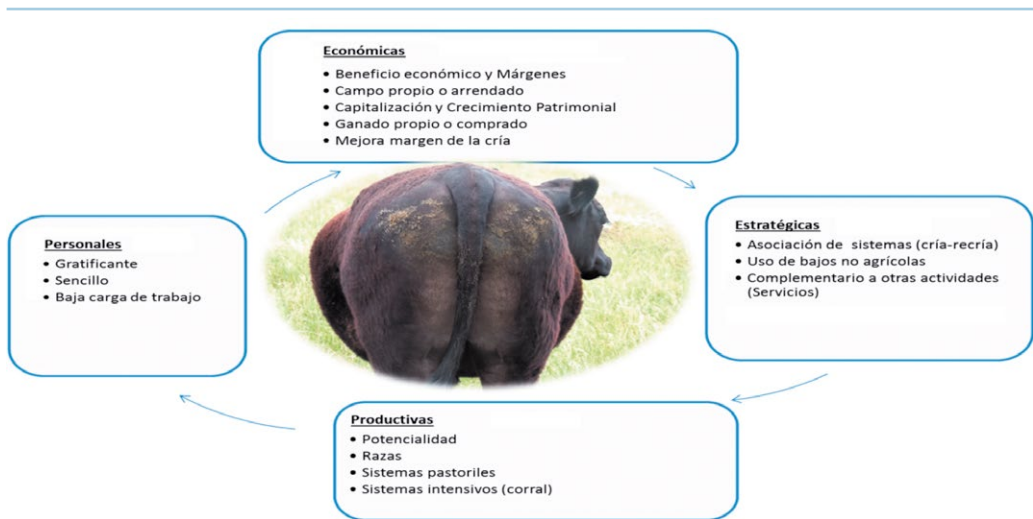 Económicas
• Beneficio económico y Márgenes
• Campo propio o arrendado
• Capitalización y Crecimiento Patrimonial
• Ganado propio o comprado
• Mejora margen de la cría
Estratégicas
• Asociación de sistemas (cría-recría)
• Uso de bajos no agrícolas
• Complementario a otras actividades
(Servicios)
Productivas
• Potencialidad
• Razas
• Sistemas pastoriles
• Sistemas intensivos (corral)
Personales
• Gratificante
• Sencillo
• Baja carga de trabajo